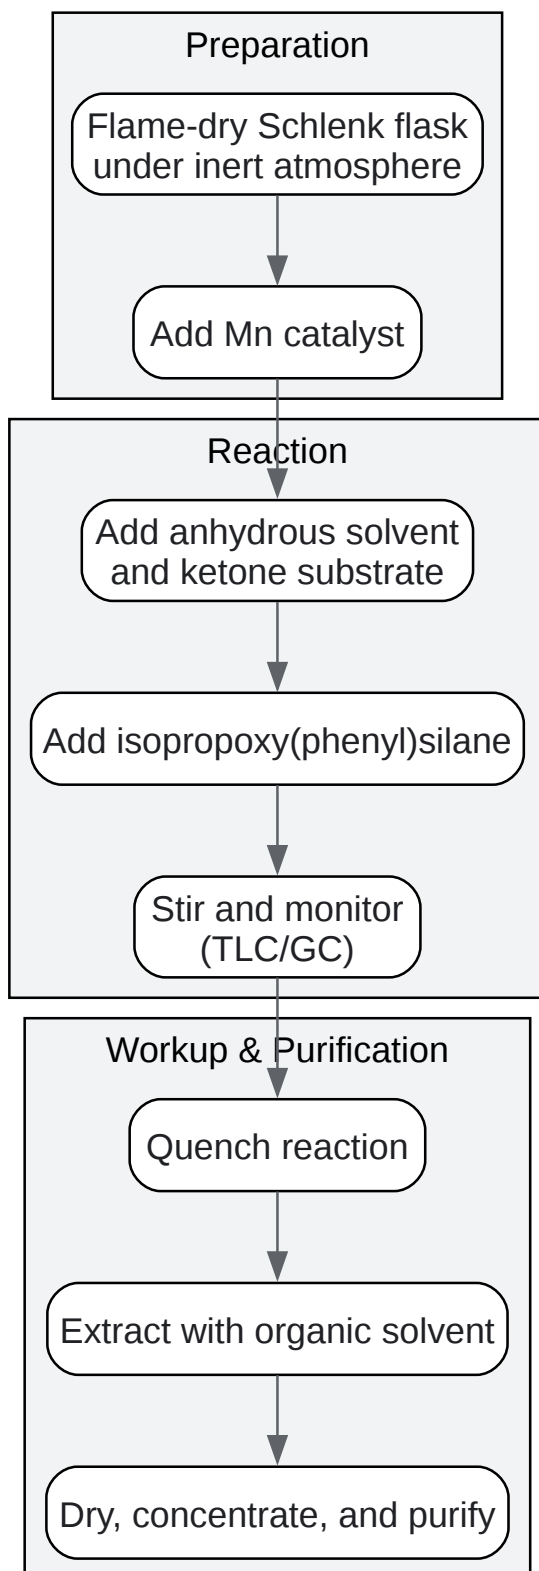 Preparation
Flame-dry Schlenk flask
under inert atmosphere
Add Mn catalyst
Reaction
Add anhydrous solvent
and ketone substrate
Add isopropoxy(phenyl)silane
Stir and monitor
(TLC/GC)
Workup & Purification
Quench reaction
Extract with organic solvent
Dry, concentrate, and purify